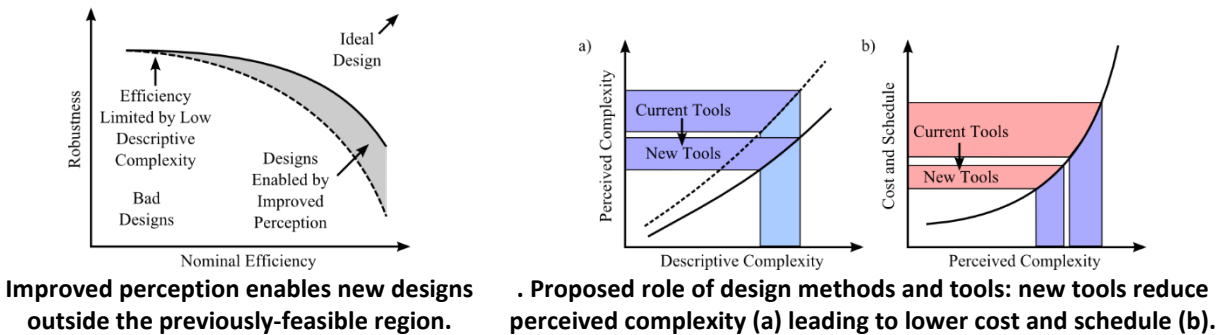 Robustness
Ideal
Design
Efficiency
Limited by Low
Descriptive
Complexity
Designs
Enabled by
Improved
Perception
Bad
Designs
Nominal Efficiency
Improved perception enables new designs
outside the previously-feasible region.
a)
Perceived Complexity
Current Tools
New Tools
Descriptive Complexity
b)
Cost and Schedule
Current Tools
New Tools
Perceived Complexity
. Proposed role of design methods and tools: new tools reduce
perceived complexity (a) leading to lower cost and schedule (b).